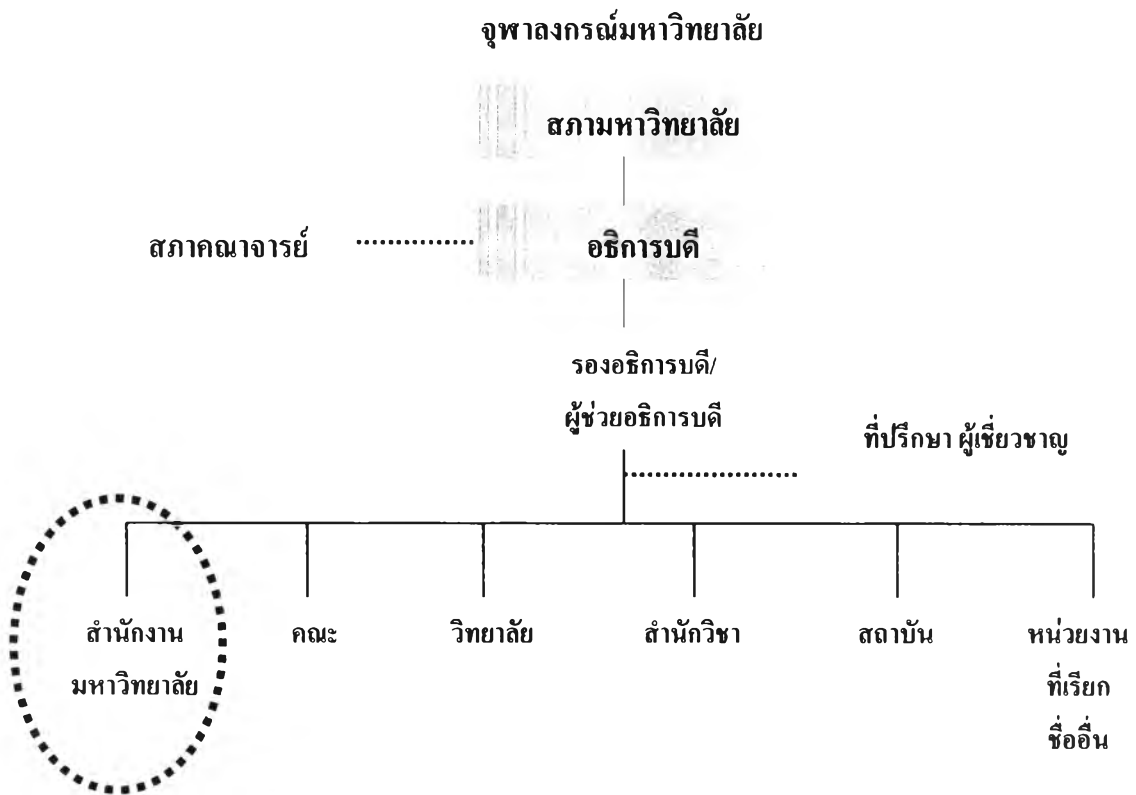 จุฬาลงกรณ์มหาวิทยาลัย
สภามหาวิทยาลัย
สภาคณาจารย์
อธิการบดี
รองอธิการบดี/
ผู้ช่วยอธิการบดี
ที่ปรึกษา ผู้เชี่ยวชาญ
สำนักงาน
มหาวิทยาลัย
คณะ
วิทยาลัย
สำนักวิชา
สถาบัน
หน่วยงาน
ที่เรียก
ชื่ออื่น